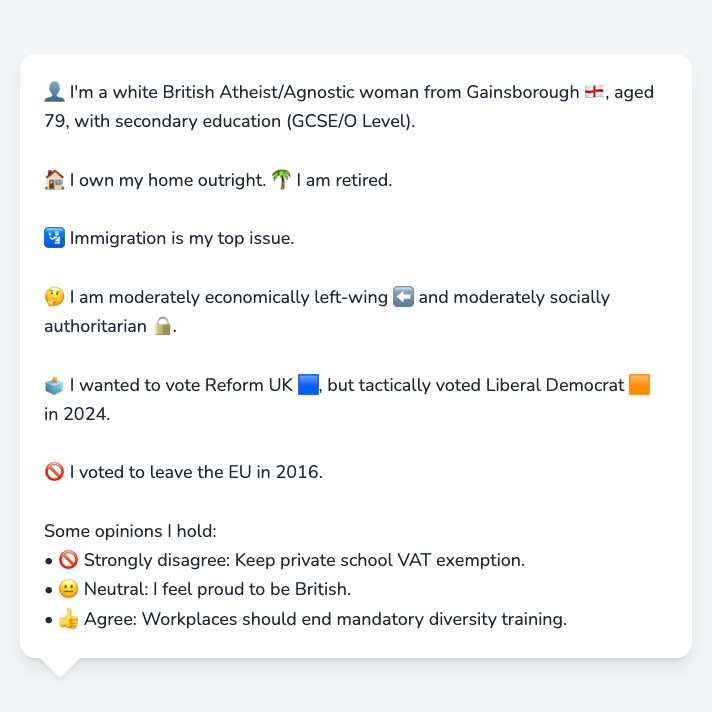 👤 I'm a white British Atheist/Agnostic woman from Gainsborough 🏴󠁧󠁢󠁥󠁮󠁧󠁿, aged
79, with secondary education (GCSE/O Level).
🏠 I own my home outright. 🌴 I am retired.
🛂 Immigration is my top issue.
🤔 I am moderately economically left-wing ⬅️ and moderately socially
authoritarian 🔒.
🗳️ I wanted to vote Reform UK 🟦, but tactically voted Liberal Democrat 🟧
in 2024.
🚫 I voted to leave the EU in 2016.
Some opinions I hold:
• 🚫 Strongly disagree: Keep private school VAT exemption.
• 😐 Neutral: I feel proud to be British.
• 👍 Agree: Workplaces should end mandatory diversity training.